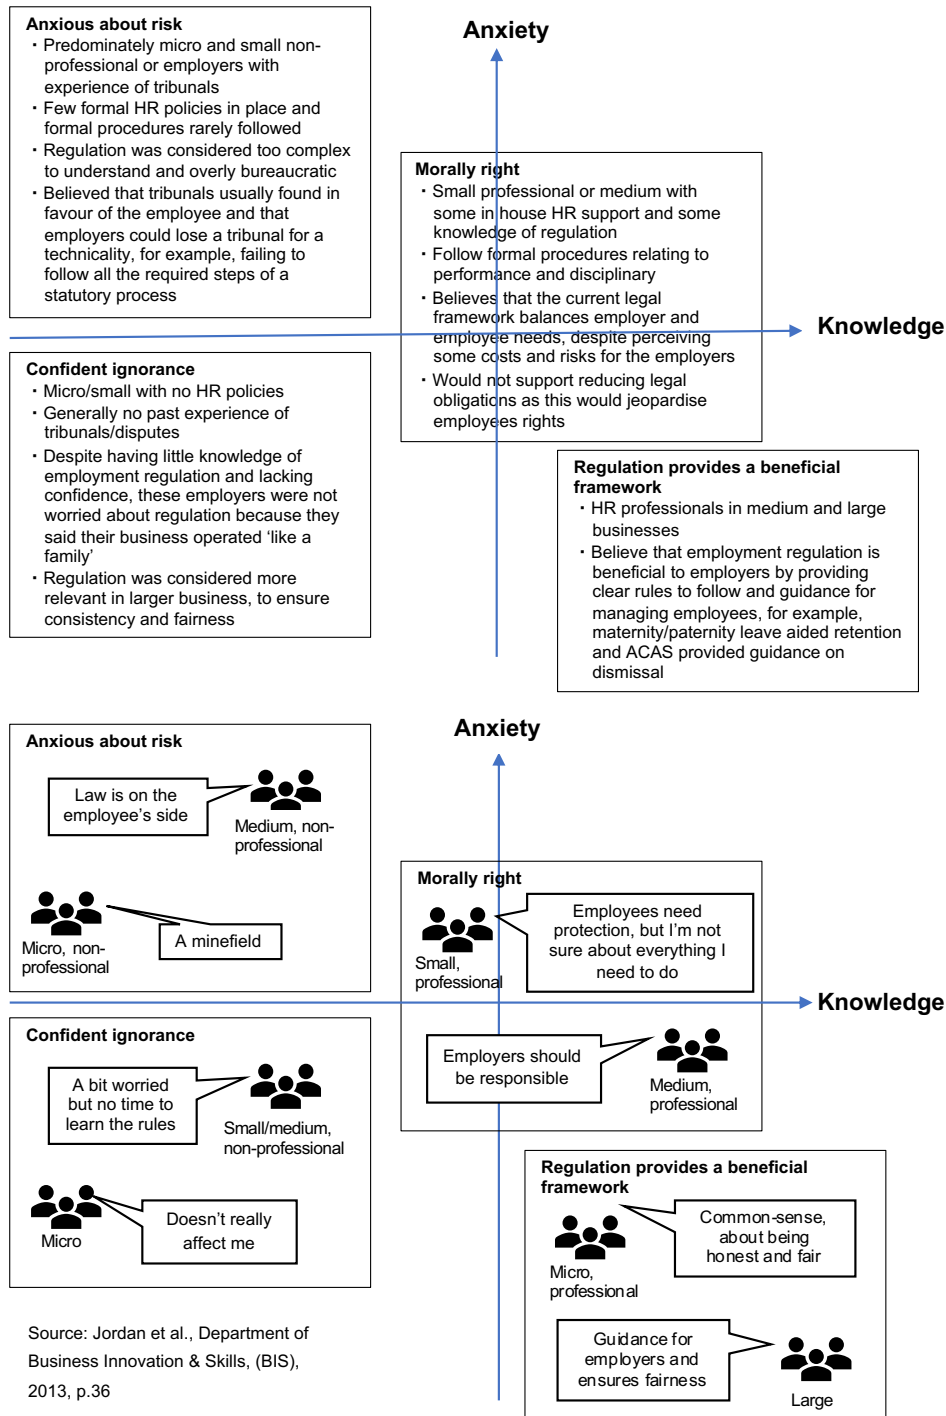 Anxiety
Anxious about risk
· Predominately micro and small non-
professional or employers with
experience of tribunals
· Few formal HR policies in place and
formal procedures rarely followed
· Regulation was considered too complex
to understand and overly bureaucratic
· Believed that tribunals usually found in
favour of the employee and that
employers could lose a tribunal for a
technicality, for example, failing to
follow all the required steps of a
statutory process
Morally right
· Small professional or medium with
some in house HR support and some
knowledge of regulation
· Follow formal procedures relating to
performance and disciplinary
· Believes that the current legal
framework balances employer and
employee needs, despite perceiving
some costs and risks for the employers
· Would not support reducing legal
obligations as this would jeopardise
employees rights
Knowledge
Confident ignorance
· Micro/small with no HR policies
· Generally no past experience of
tribunals/disputes
· Despite having little knowledge of
employment regulation and lacking
confidence, these employers were not
worried about regulation because they
said their business operated ‘like a
family’
· Regulation was considered more
relevant in larger business, to ensure
consistency and fairness
Regulation provides a beneficial
framework
· HR professionals in medium and large
businesses
· Believe that employment regulation is
beneficial to employers by providing
clear rules to follow and guidance for
managing employees, for example,
maternity/paternity leave aided retention
and ACAS provided guidance on
dismissal
Anxiety
Anxious about risk
Law is on the
employee’s side
Medium, non-
professional
Micro, non-
professional
A minefield
Morally right
Employees need
protection, but I’m not
sure about everything I
need to do
Small,
professional
Knowledge
Employers should
be responsible
Medium,
professional
Confident ignorance
A bit worried
but no time to
learn the rules
Small/medium,
non-professional
Micro
Doesn’t really
affect me
Regulation provides a beneficial
framework
Common-sense,
about being
honest and fair
Micro,
professional
Guidance for
employers and
ensures fairness
Large
Source: Jordan et al., Department of
Business Innovation & Skills, (BIS),
2013, p.36